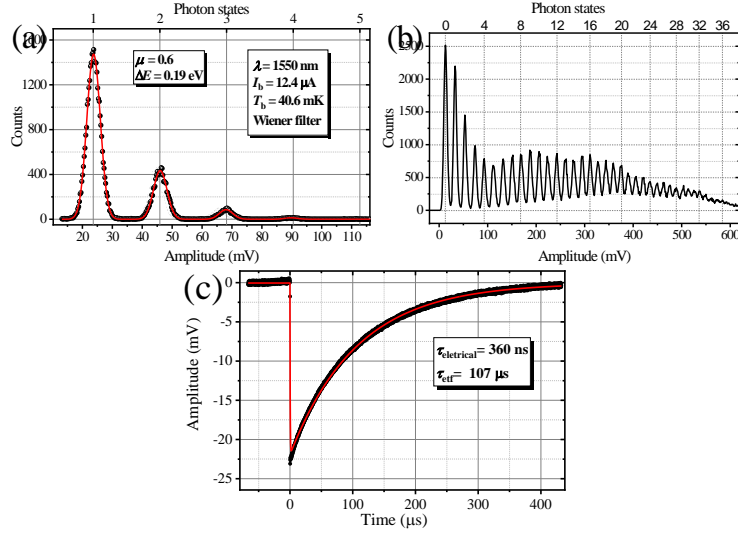 Photon states
1 2 3 4 5
(a)
1600
1200
800
400
0
Counts
μ = 0.6
ΔE = 0.19 eV
λ = 1550 nm
I_b = 12.4 μA
T_b = 40.6 mK
Wiener filter
20 30 40 50 60 70 80 90 100 110
Amplitude (mV)
Photon states
0 4 8 12 16 20 24 28 32 36
(b)
2500
2000
1500
1000
500
0
Counts
0 100 200 300 400 500 600
Amplitude (mV)
(c)
0
-5
-10
-15
-20
-25
Amplitude (mV)
τ_eletrical = 360 ns
τ_etf = 107 μs
0 100 200 300 400
Time (μs)